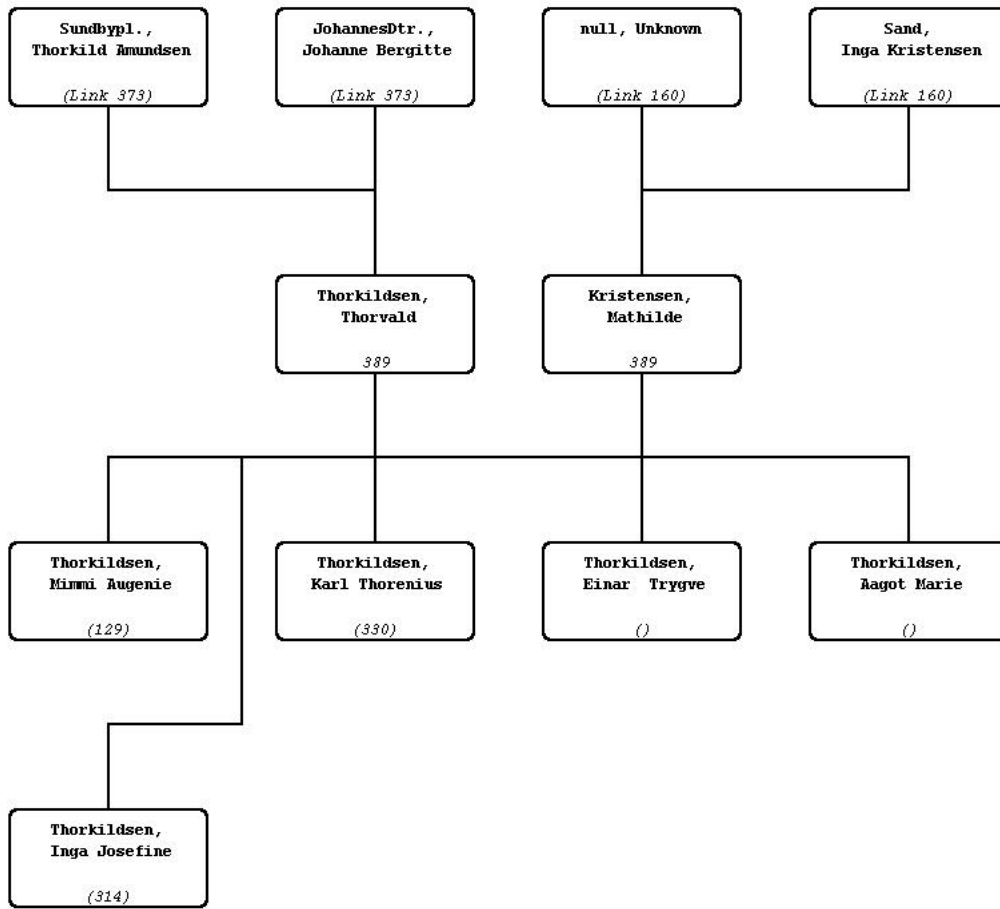 Sundbypl.,
Thorkild Amundsen
(Link 373)
JohannesDtr.,
Johanne Bergitte
(Link 373)
null, Unknown
(Link 160)
Sand,
Inga Kristensen
(Link 160)
Thorkildsen,
Thorvald
389
Kristensen,
Mathilde
389
Thorkildsen,
Mimmi Augenie
(129)
Thorkildsen,
Karl Thorenius
(330)
Thorkildsen,
Einar Trygve
()
Thorkildsen,
Aagot Marie
()
Thorkildsen,
Inga Josefine
(314)